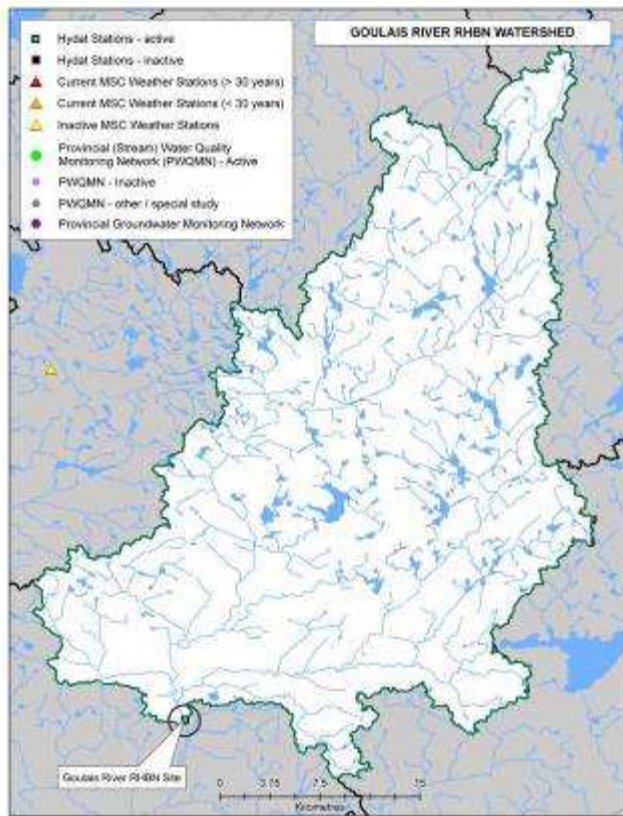 GOULAIS RIVER RHBN WATERSHED
Hydat Stations - active
Hydat Stations - inactive
Current MSC Weather Stations (> 30 years)
Current MSC Weather Stations (< 30 years)
Inactive MSC Weather Stations
Provincial (Stream) Water Quality
Monitoring Network (PWQMN) - Active
PWQMN - Inactive
PWQMN - other / special study
Provincial Groundwater Monitoring Network
Goulais River RHBN Site
0 3.75 7.5 15
Kilometres